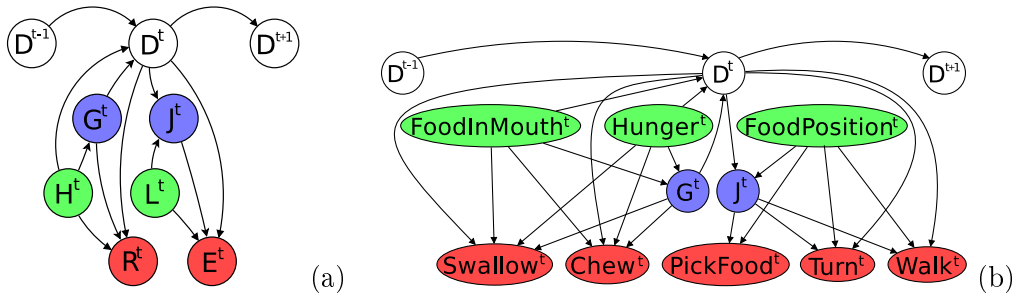 D^t-1 D^t D^t+1
G^t J^t
H^t L^t
R^t E^t
(a)
D^t-1 D^t D^t+1
FoodInMouth^t Hunger^t FoodPosition^t
G^t J^t
Swallow^t Chew^t PickFood^t Turn^t Walk^t
(b)